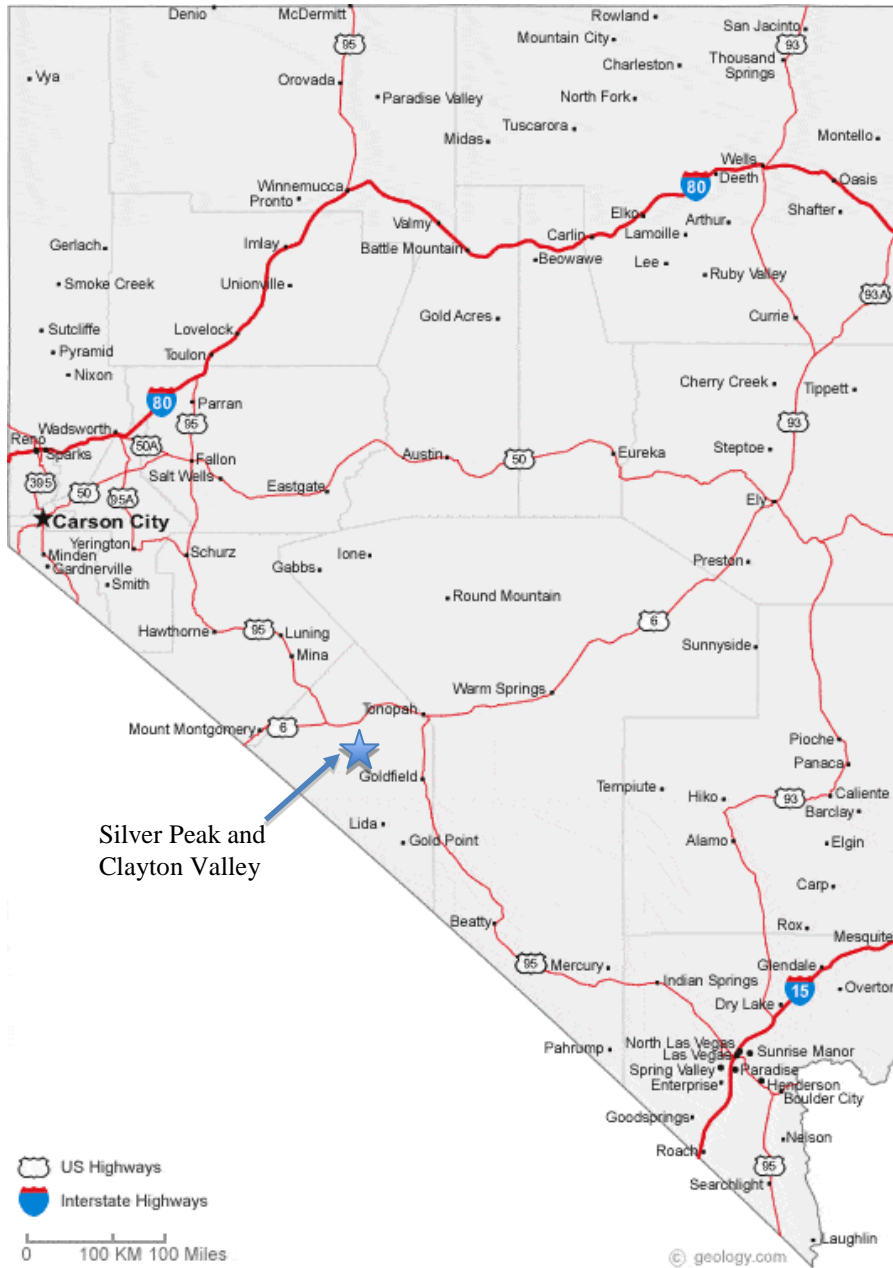 Denio
McDermitt
Rowland
San Jacinto
95
Mountain City
93
Thousand
Springs
Vya
Orovada
Charleston
Paradise Valley
North Fork
Tuscarora
Midas
Montello
Wells
Deeth
Oasis
80
Winnemucca
Pronto
Elko
Arthur
Shafter
Valmy
Carlin
Lamoille
Gerlach
Imlay
Battle Mountain
Beowawe
Lee
Ruby Valley
Smoke Creek
Unionville
93A
Gold Acres
Currie
Sutcliffe
Lovelock
Pyramid
Toulon
Nixon
Cherry Creek
Tippett
80
Parran
95
93
Wadsworth
Reno
Sparks
50A
Austin
50
Eureka
Steptoe
Fallon
Salt Wells
395
50
95A
Eastgate
Ely
Carson City
Yerington
Schurz
Ione
Minden
Gardnerville
Gabbs
Preston
Smith
Round Mountain
6
Hawthorne
95
Luning
Sunnyside
Mina
Warm Springs
Tonopah
Mount Montgomery
6
Pioche
Panaca
Goldfield
Tempiute
Hiko
93
Caliente
Barclay
Silver Peak and
Clayton Valley
Lida
Gold Point
Alamo
Elgin
Carp
Beatty
Rox
Mesquite
95
Mercury
Glendale
Indian Springs
15
Overton
Dry Lake
North Las Vegas
Pahrump
Las Vegas
Sunrise Manor
Spring Valley
Paradise
Enterprise
Henderson
Boulder City
Goodsprings
Nelson
Roach
95
US Highways
Searchlight
Interstate Highways
Laughlin
0 100 KM 100 Miles
© geology.com